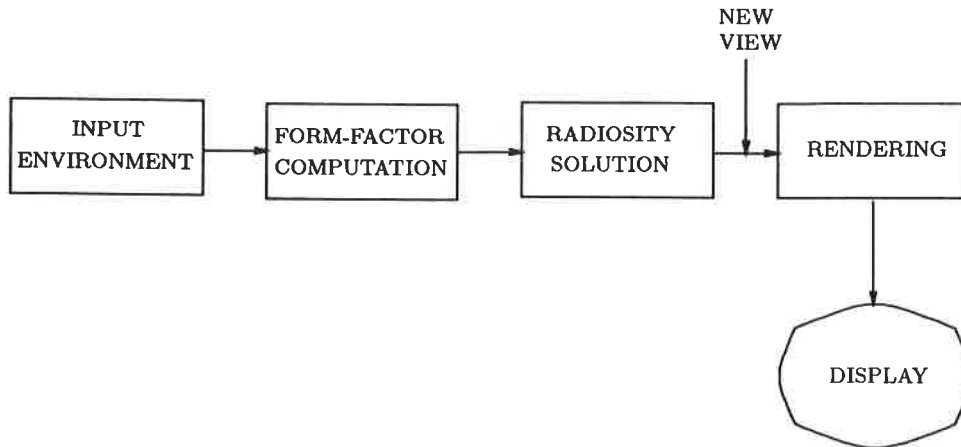 NEW
VIEW
INPUT
ENVIRONMENT
FORM-FACTOR
COMPUTATION
RADIOSITY
SOLUTION
RENDERING
DISPLAY